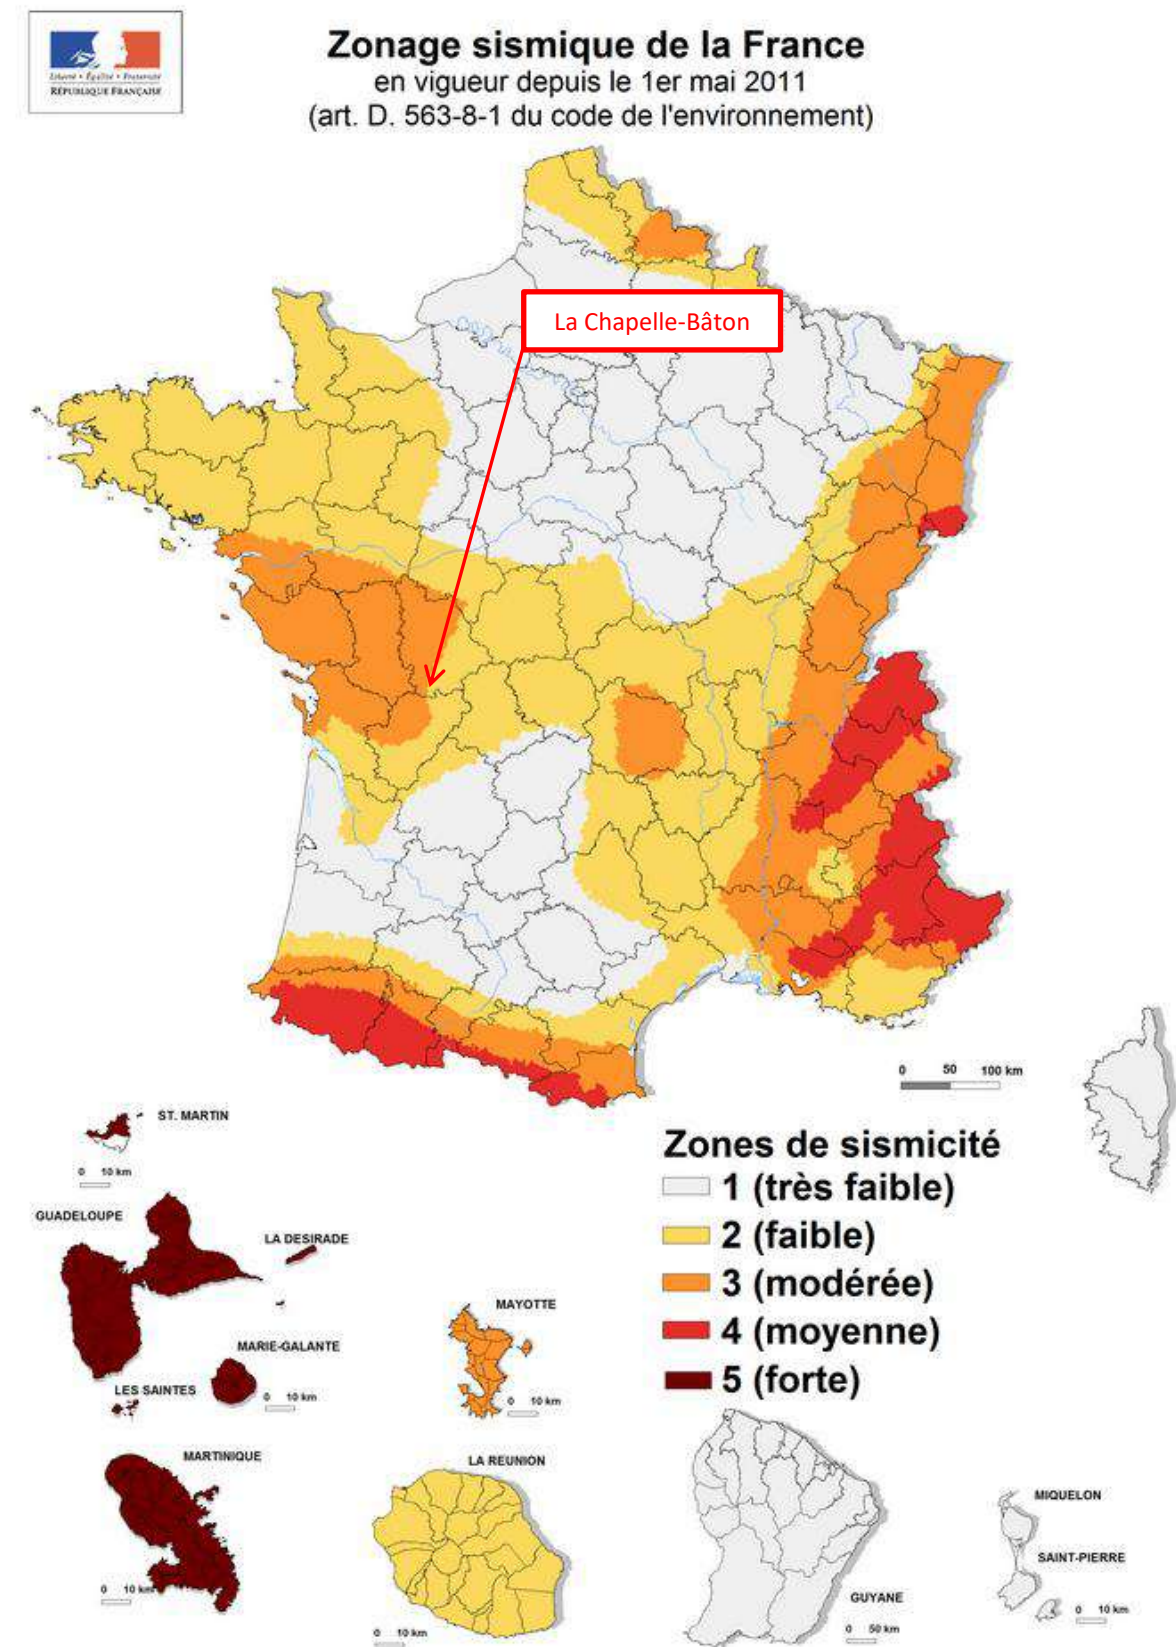 Liberté • Égalité • Fraternité
RÉPUBLIQUE FRANÇAISE
Zonage sismique de la France
en vigueur depuis le 1er mai 2011
(art. D. 563-8-1 du code de l'environnement)
La Chapelle-Bâton
0 50 100 km
ST. MARTIN
0 10 km
GUADELOUPE
LA DESIRADE
MARIE-GALANTE
LES SAINTES
0 10 km
MAYOTTE
0 10 km
Zones de sismicité
1 (très faible)
2 (faible)
3 (modérée)
4 (moyenne)
5 (forte)
MARTINIQUE
0 10 km
LA REUNION
0 10 km
GUYANE
0 50 km
MIQUELON
SAINT-PIERRE
0 10 km